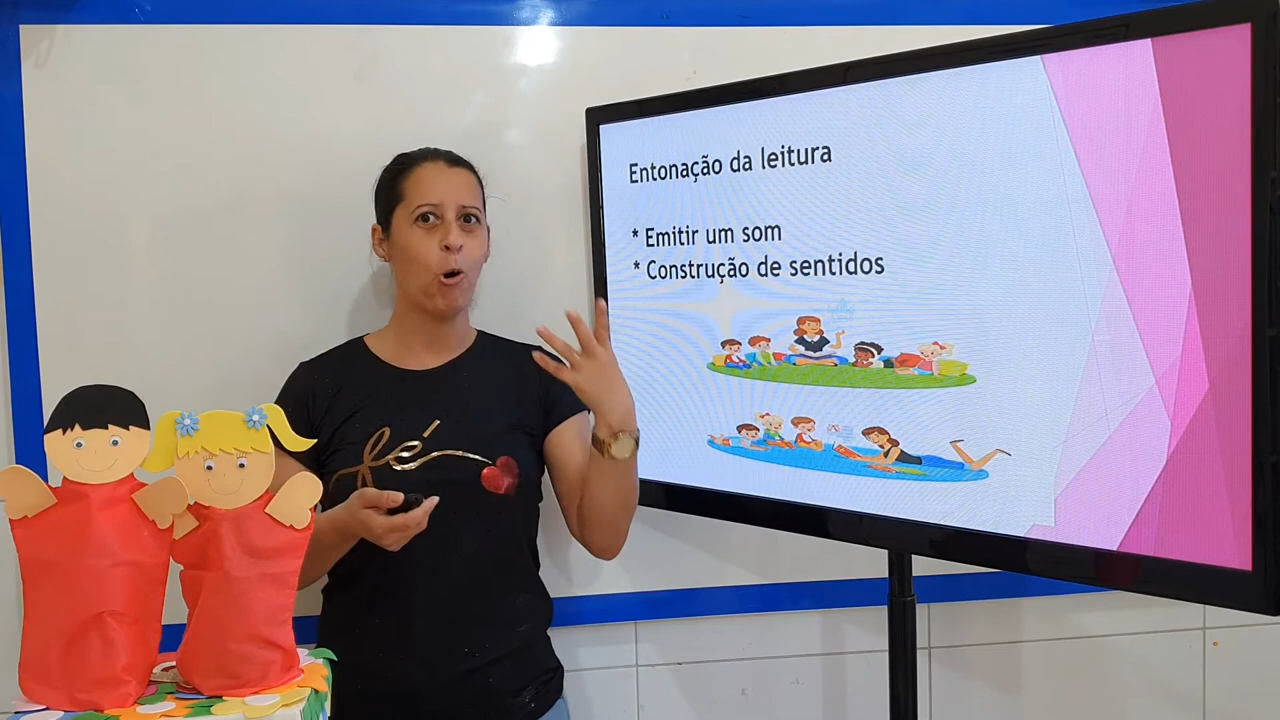 Entonação da leitura
* Emitir um som
* Construção de sentidos
fé